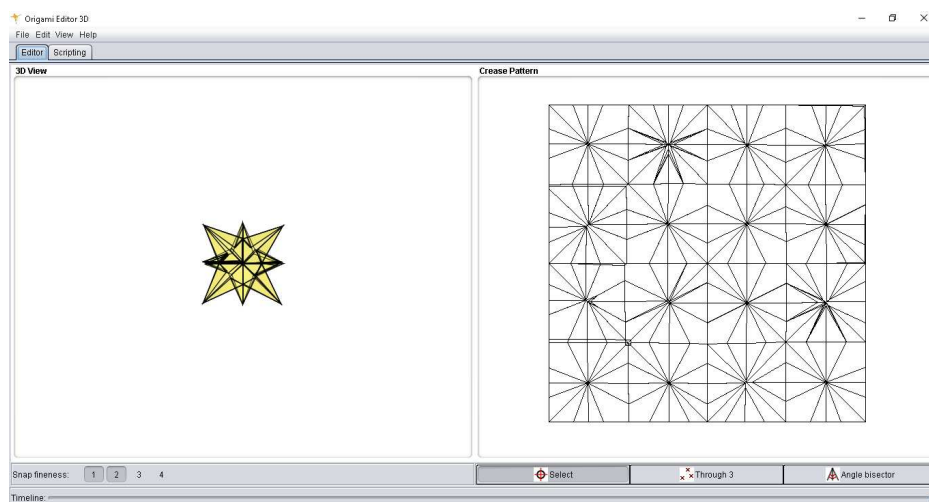 Origami Editor 3D
File Edit View Help
Editor Scripting
3D View
Crease Pattern
Snap fineness: 1 2 3 4
Select
Through 3
Angle bisector
Timeline: